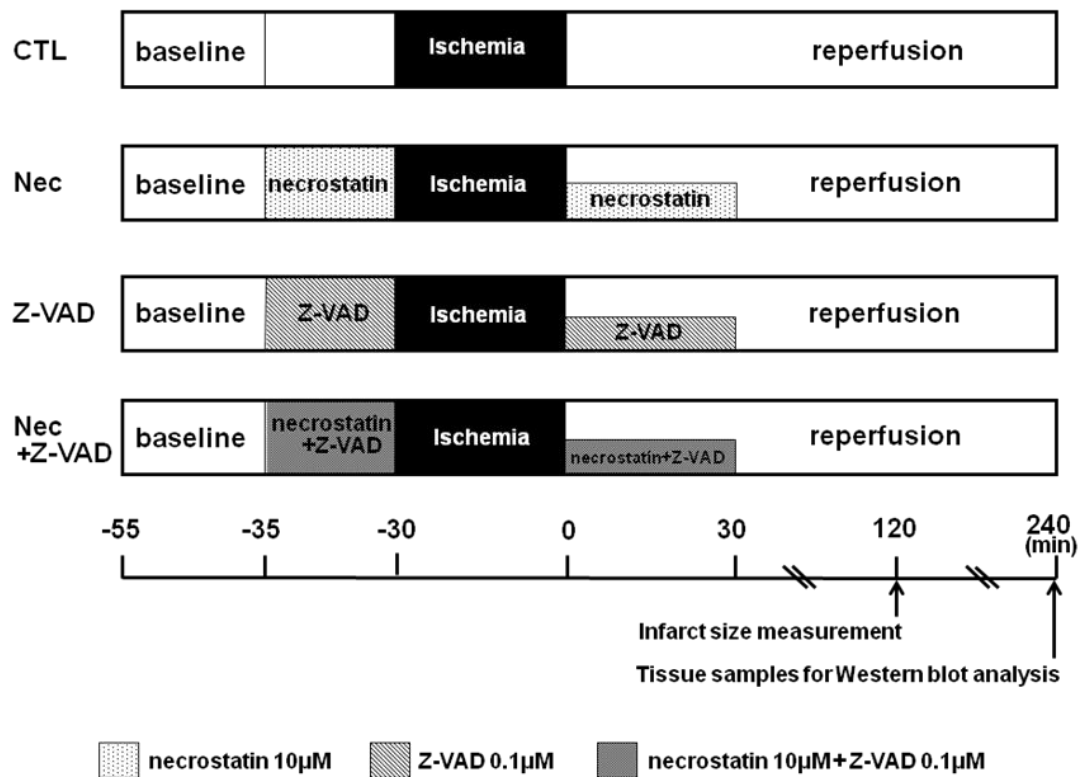 CTL
baseline
Ischemia
reperfusion
Nec
baseline
necrostatin
Ischemia
necrostatin
reperfusion
Z-VAD
baseline
Z-VAD
Ischemia
Z-VAD
reperfusion
Nec
+Z-VAD
baseline
necrostatin
+Z-VAD
Ischemia
necrostatin+Z-VAD
reperfusion
-55 -35 -30 0 30 120 240
(min)
Infarct size measurement
Tissue samples for Western blot analysis
necrostatin 10μM Z-VAD 0.1μM necrostatin 10μM+Z-VAD 0.1μM